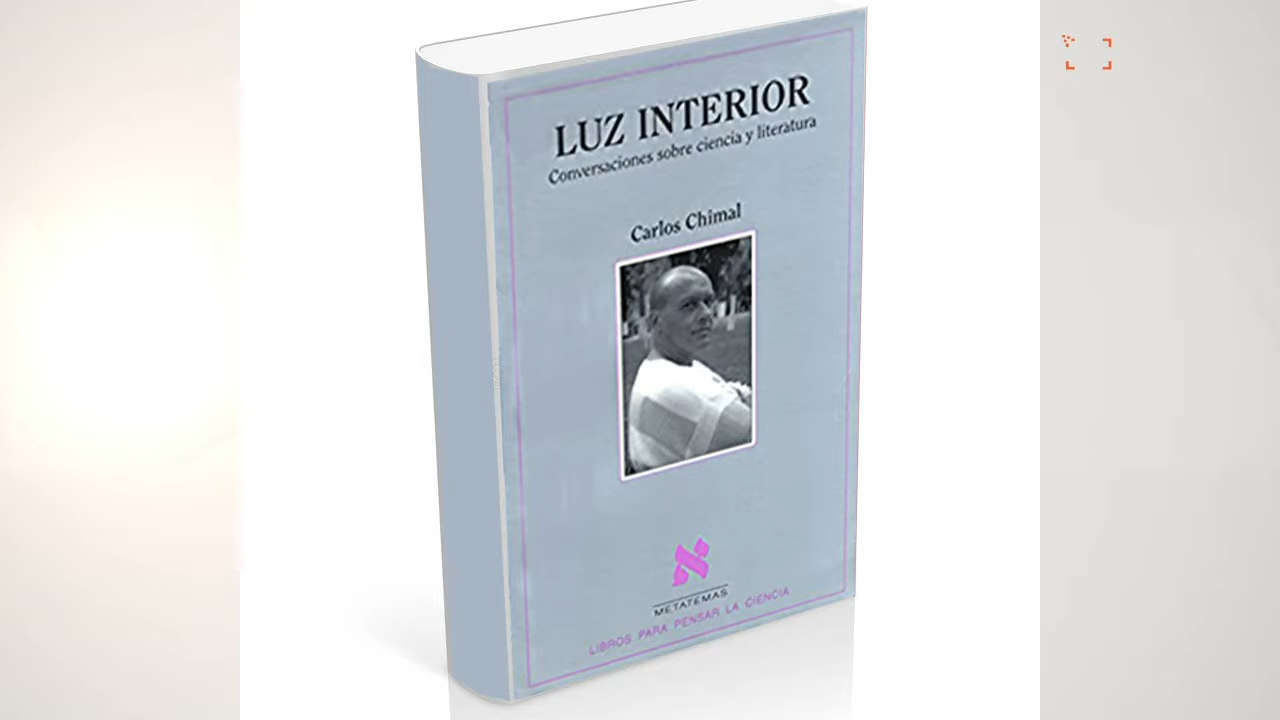 LUZ INTERIOR
Conversaciones sobre ciencia y literatura
Carlos Chimal
א
METATEMAS
LIBROS PARA PENSAR LA CIENCIA